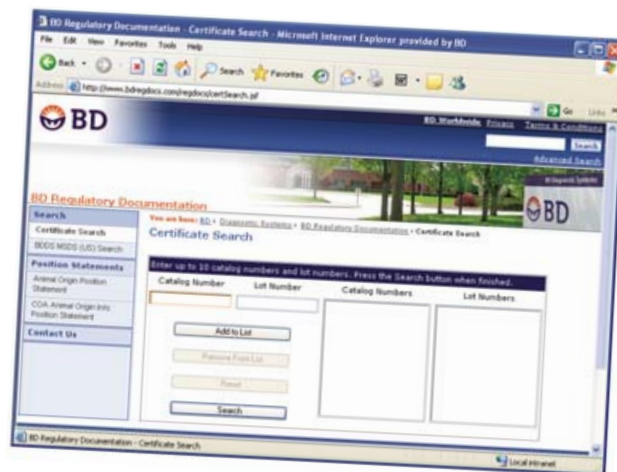 BD Regulatory Documentation - Certificate Search - Microsoft Internet Explorer provided by BD
File Edit View Favorites Tools Help
Back Search Favorites
Address http://www.bdregdocs.com/regdocs/certSearch.jsf Go Links
BD
BD Worldwide Privacy Terms & Conditions
Search
Advanced Search
BD
BD Regulatory Documentation
You are here: BD Diagnostic Systems BD Regulatory Documentation Certificate Search
Search
Certificate Search
BDDS MSDS (US) Search
Position Statements
Animal Origin Position
Statement
COA Animal Origin Info
Position Statement
Contact Us
Certificate Search
Enter up to 10 catalog numbers and lot numbers. Press the Search button when finished.
Catalog Number Lot Number Catalog Numbers Lot Numbers
Add to List
Remove From List
Reset
Search
BD Regulatory Documentation - Certificate Search
Local intranet